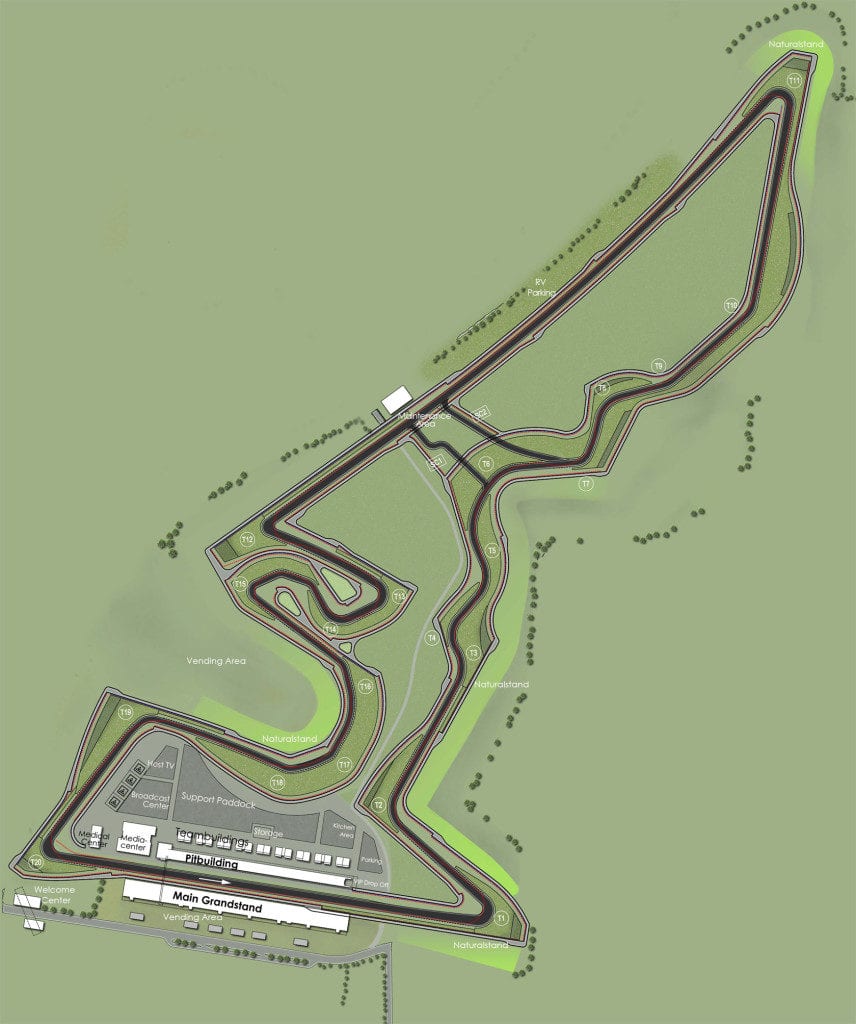 Naturalstand
T11
RV
Parking
T10
T9
T8
Maintenance
Area
SC2
SC1
T6
T7
T12
T5
T15
T13
T14
T4
T3
Vending Area
T16
Naturalstand
T19
Naturalstand
T17
T18
Host TV
Broadcast
Center
Support Paddock
T2
Medical
Center
Media-
center
Teambuildings
Storage
Kitchen
Area
Pitbuilding
Parking
T20
VIP Drop Off
Welcome
Center
Main Grandstand
Vending Area
T1
Naturalstand